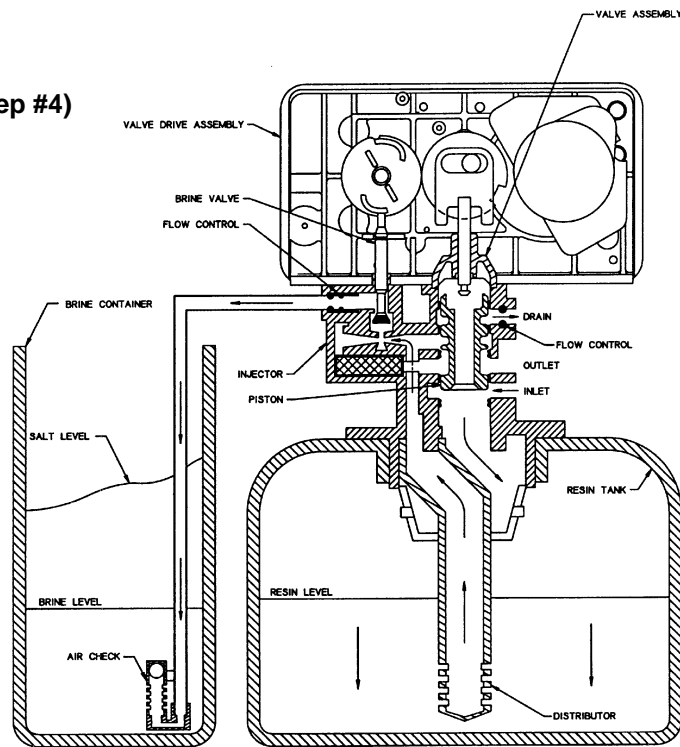 VALVE ASSEMBLY
ep #4)
VALVE DRIVE ASSEMBLY
BRINE VALVE
FLOW CONTROL
BRINE CONTAINER
DRAIN
FLOW CONTROL
OUTLET
INJECTOR
INLET
PISTON
SALT LEVEL
RESIN TANK
BRINE LEVEL
RESIN LEVEL
AIR CHECK
DISTRIBUTOR